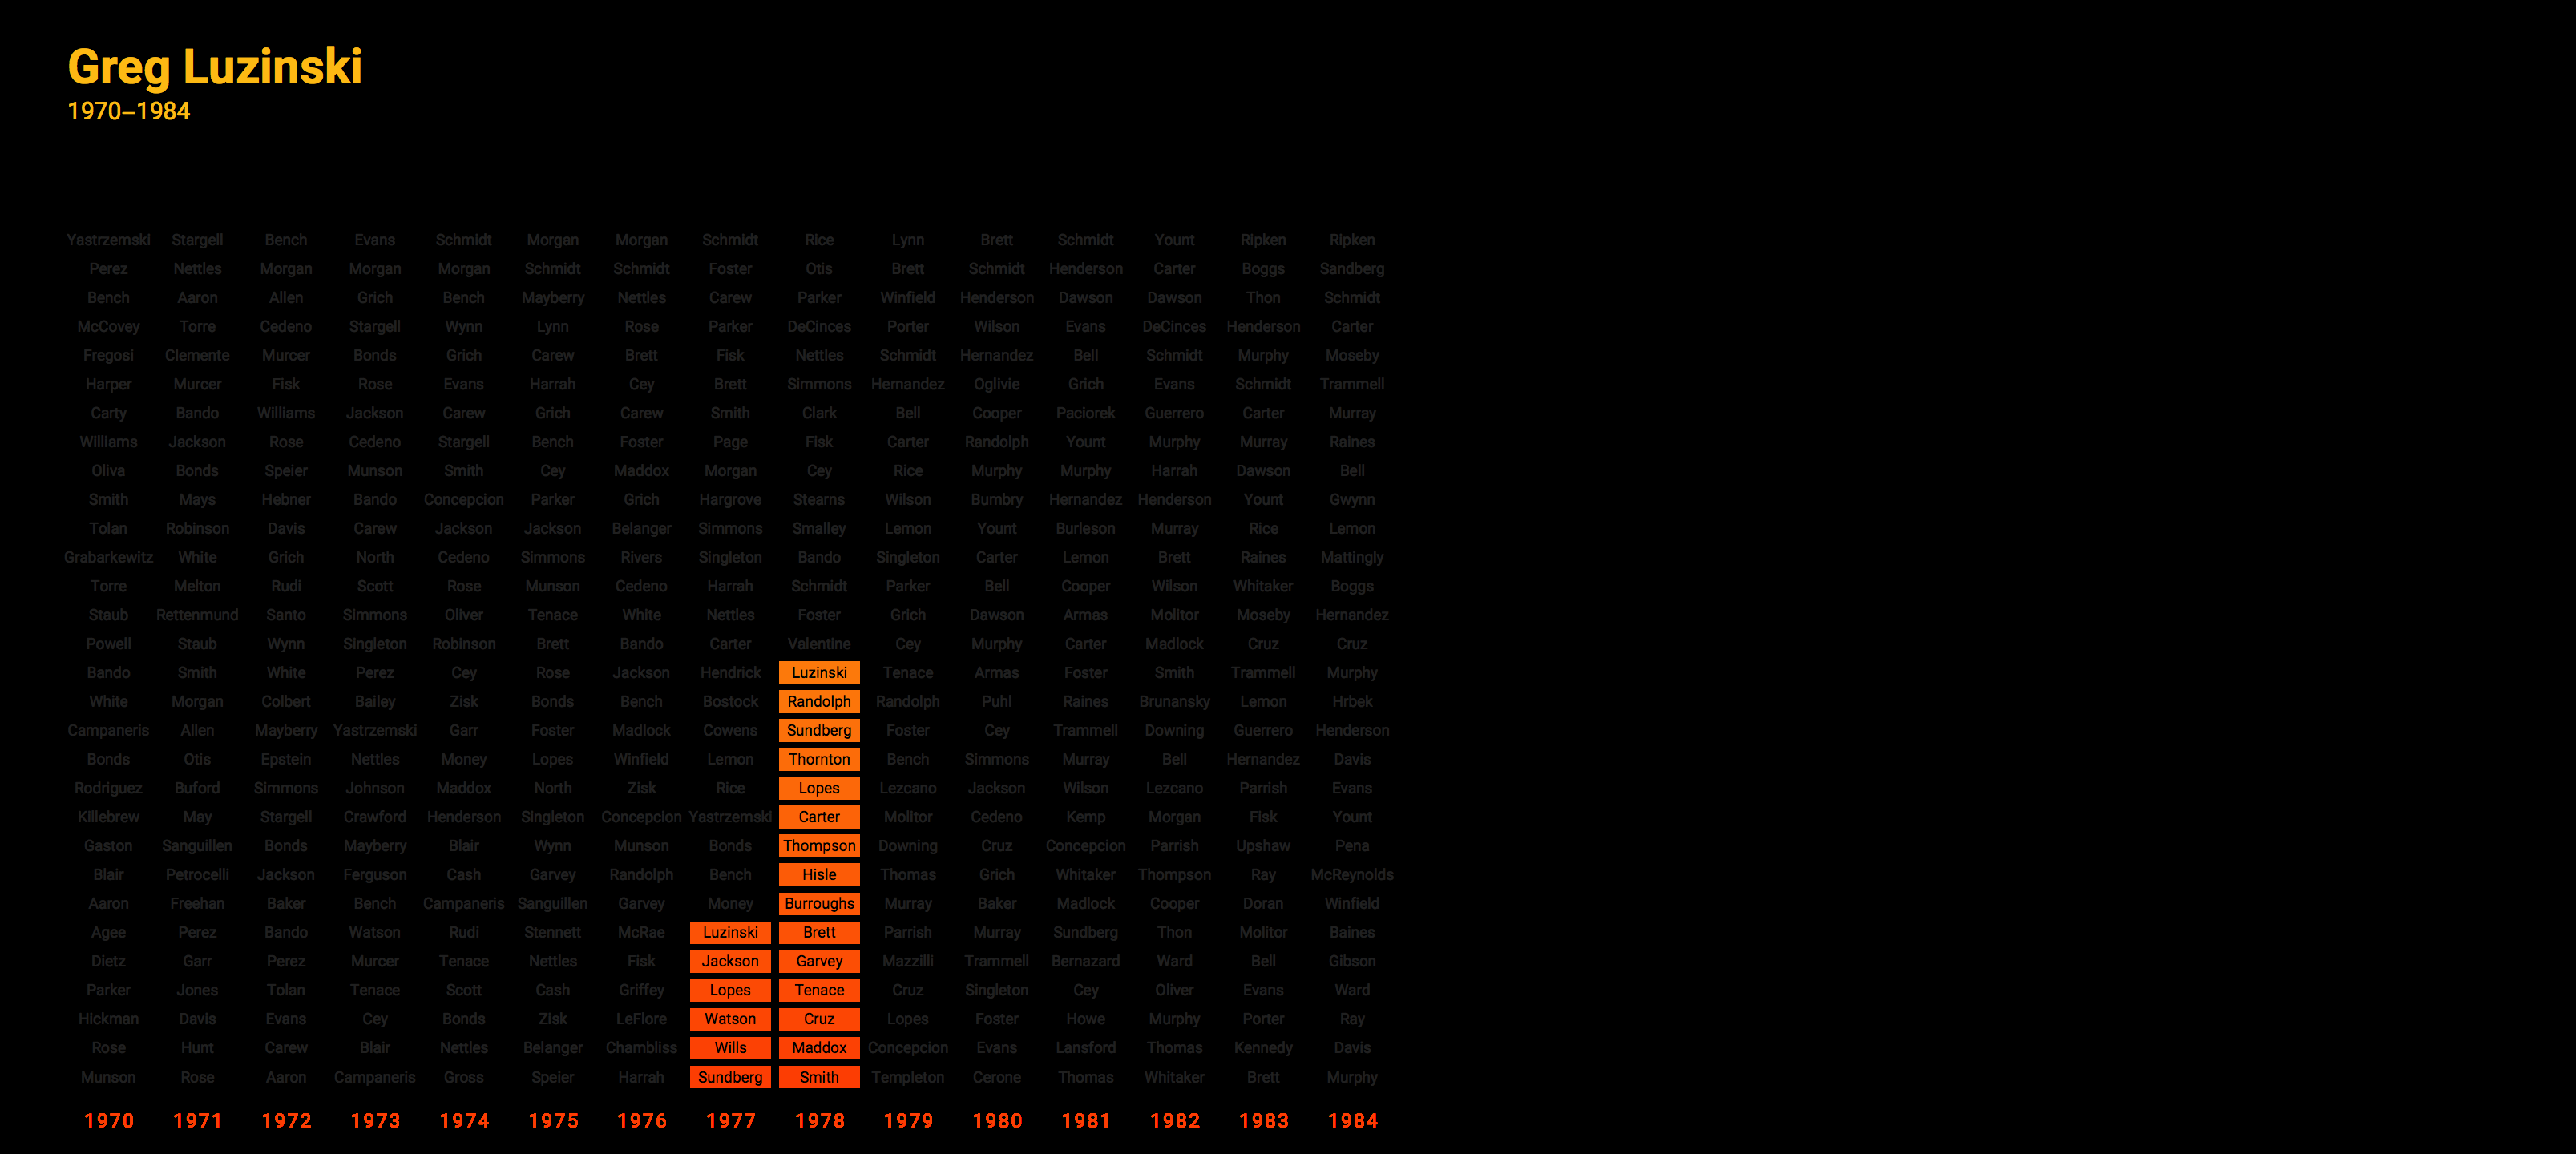 Greg Luzinski
1970–1984
Yastrzemski Stargell Bench Evans Schmidt Morgan Morgan Schmidt Rice Lynn Brett Schmidt Yount Ripken Ripken
Perez Nettles Morgan Morgan Morgan Schmidt Schmidt Foster Otis Brett Schmidt Henderson Carter Boggs Sandberg
Bench Aaron Allen Grich Bench Mayberry Nettles Carew Parker Winfield Henderson Dawson Dawson Thon Schmidt
McCovey Torre Cedeno Stargell Wynn Lynn Rose Parker DeCinces Porter Wilson Evans DeCinces Henderson Carter
Fregosi Clemente Murcer Bonds Grich Carew Brett Fisk Nettles Schmidt Hernandez Bell Schmidt Murphy Moseby
Harper Murcer Fisk Rose Evans Harrah Cey Brett Simmons Hernandez Oglivie Grich Evans Schmidt Trammell
Carty Bando Williams Jackson Carew Grich Carew Smith Clark Bell Cooper Paciorek Guerrero Carter Murray
Williams Jackson Rose Cedeno Stargell Bench Foster Page Fisk Carter Randolph Yount Murphy Murray Raines
Oliva Bonds Speier Munson Smith Cey Maddox Morgan Cey Rice Murphy Murphy Harrah Dawson Bell
Smith Mays Hebner Bando Concepcion Parker Grich Hargrove Stearns Wilson Bumbry Hernandez Henderson Yount Gwynn
Tolan Robinson Davis Carew Jackson Jackson Belanger Simmons Smalley Lemon Yount Burleson Murray Rice Lemon
Grabarkewitz White Grich North Cedeno Simmons Rivers Singleton Bando Singleton Carter Lemon Brett Raines Mattingly
Torre Melton Rudi Scott Rose Munson Cedeno Harrah Schmidt Parker Bell Cooper Wilson Whitaker Boggs
Staub Rettenmund Santo Simmons Oliver Tenace White Nettles Foster Grich Dawson Armas Molitor Moseby Hernandez
Powell Staub Wynn Singleton Robinson Brett Bando Carter Valentine Cey Murphy Carter Madlock Cruz Cruz
Bando Smith White Perez Cey Rose Jackson Hendrick Luzinski Tenace Armas Foster Smith Trammell Murphy
White Morgan Colbert Bailey Zisk Bonds Bench Bostock Randolph Randolph Puhl Raines Brunansky Lemon Hrbek
Campaneris Allen Mayberry Yastrzemski Garr Foster Madlock Cowens Sundberg Foster Cey Trammell Downing Guerrero Henderson
Bonds Otis Epstein Nettles Money Lopes Winfield Lemon Thornton Bench Simmons Murray Bell Hernandez Davis
Rodriguez Buford Simmons Johnson Maddox North Zisk Rice Lopes Lezcano Jackson Wilson Lezcano Parrish Evans
Killebrew May Stargell Crawford Henderson Singleton Concepcion Yastrzemski Carter Molitor Cedeno Kemp Morgan Fisk Yount
Gaston Sanguillen Bonds Mayberry Blair Wynn Munson Bonds Thompson Downing Cruz Concepcion Parrish Upshaw Pena
Blair Petrocelli Jackson Ferguson Cash Garvey Randolph Bench Hisle Thomas Grich Whitaker Thompson Ray McReynolds
Aaron Freehan Baker Bench Campaneris Sanguillen Garvey Money Burroughs Murray Baker Madlock Cooper Doran Winfield
Agee Perez Bando Watson Rudi Stennett McRae Luzinski Brett Parrish Murray Sundberg Thon Molitor Baines
Dietz Garr Perez Murcer Tenace Nettles Fisk Jackson Garvey Mazzilli Trammell Bernazard Ward Bell Gibson
Parker Jones Tolan Tenace Scott Cash Griffey Lopes Tenace Cruz Singleton Cey Oliver Evans Ward
Hickman Davis Evans Cey Bonds Zisk LeFlore Watson Cruz Lopes Foster Howe Murphy Porter Ray
Rose Hunt Carew Blair Nettles Belanger Chambliss Wills Maddox Concepcion Evans Lansford Thomas Kennedy Davis
Munson Rose Aaron Campaneris Gross Speier Harrah Sundberg Smith Templeton Cerone Thomas Whitaker Brett Murphy
1970 1971 1972 1973 1974 1975 1976 1977 1978 1979 1980 1981 1982 1983 1984